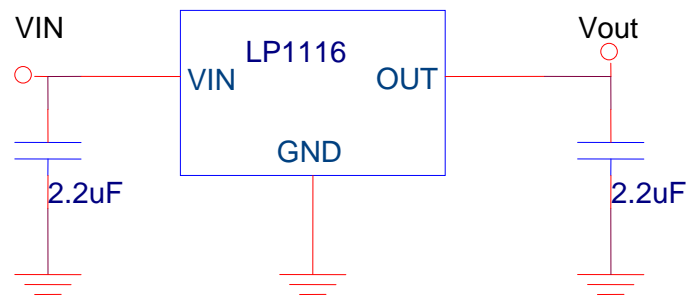 VIN
Vout
LP1116
VIN
OUT
GND
2.2uF
2.2uF